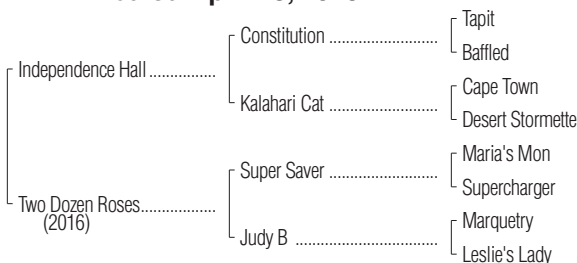 Tapit
Constitution ........................
Baffled
Independence Hall ...............
Cape Town
Kalahari Cat ........................
Desert Stormette
Maria's Mon
Super Saver ........................
Supercharger
Two Dozen Roses................
(2016)
Marquetry
Judy B ................................
Leslie's Lady